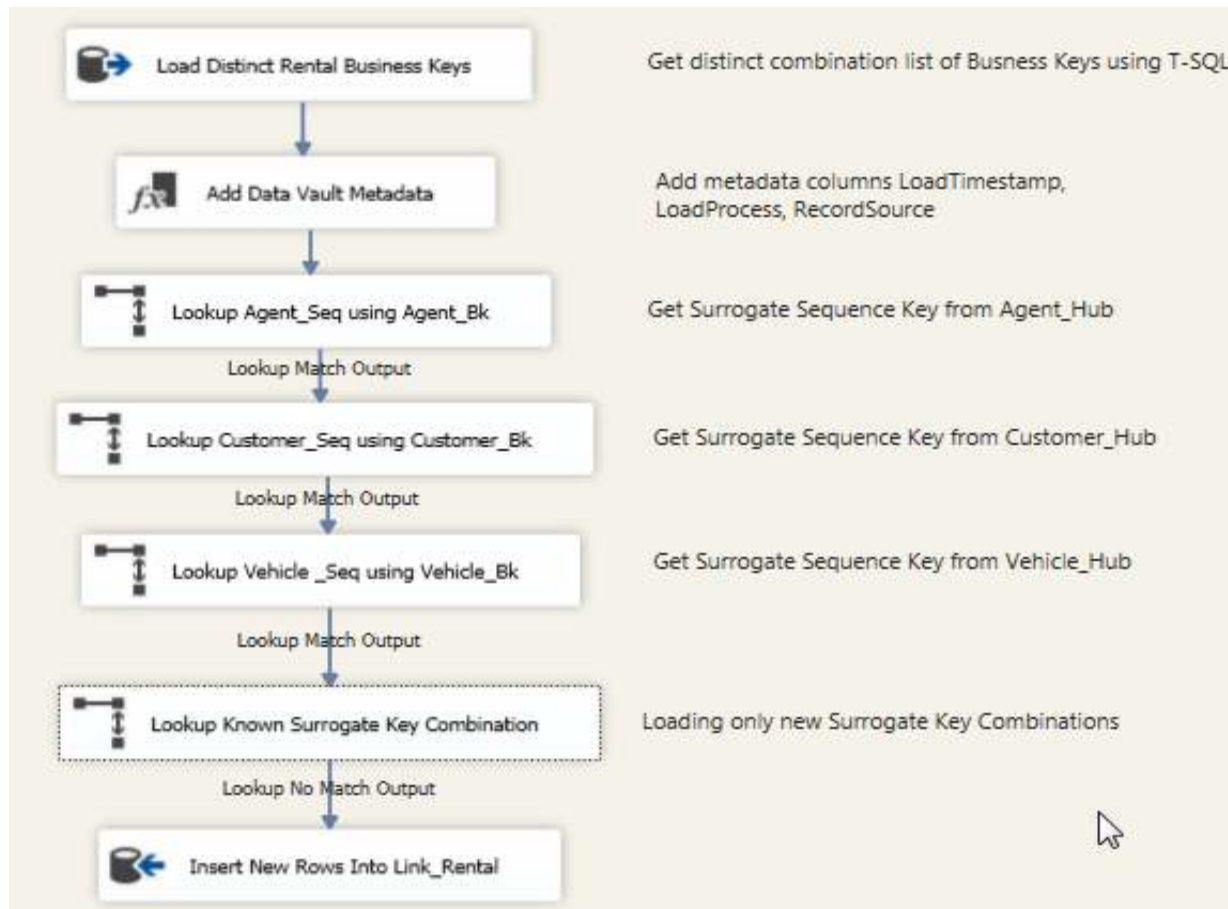 Load Distinct Rental Business Keys
Get distinct combination list of Busness Keys using T-SQL
Add Data Vault Metadata
Add metadata columns LoadTimestamp,
LoadProcess, RecordSource
Lookup Agent_Seq using Agent_Bk
Get Surrogate Sequence Key from Agent_Hub
Lookup Match Output
Lookup Customer_Seq using Customer_Bk
Get Surrogate Sequence Key from Customer_Hub
Lookup Match Output
Lookup Vehicle _Seq using Vehicle_Bk
Get Surrogate Sequence Key from Vehicle_Hub
Lookup Match Output
Lookup Known Surrogate Key Combination
Loading only new Surrogate Key Combinations
Lookup No Match Output
Insert New Rows Into Link_Rental